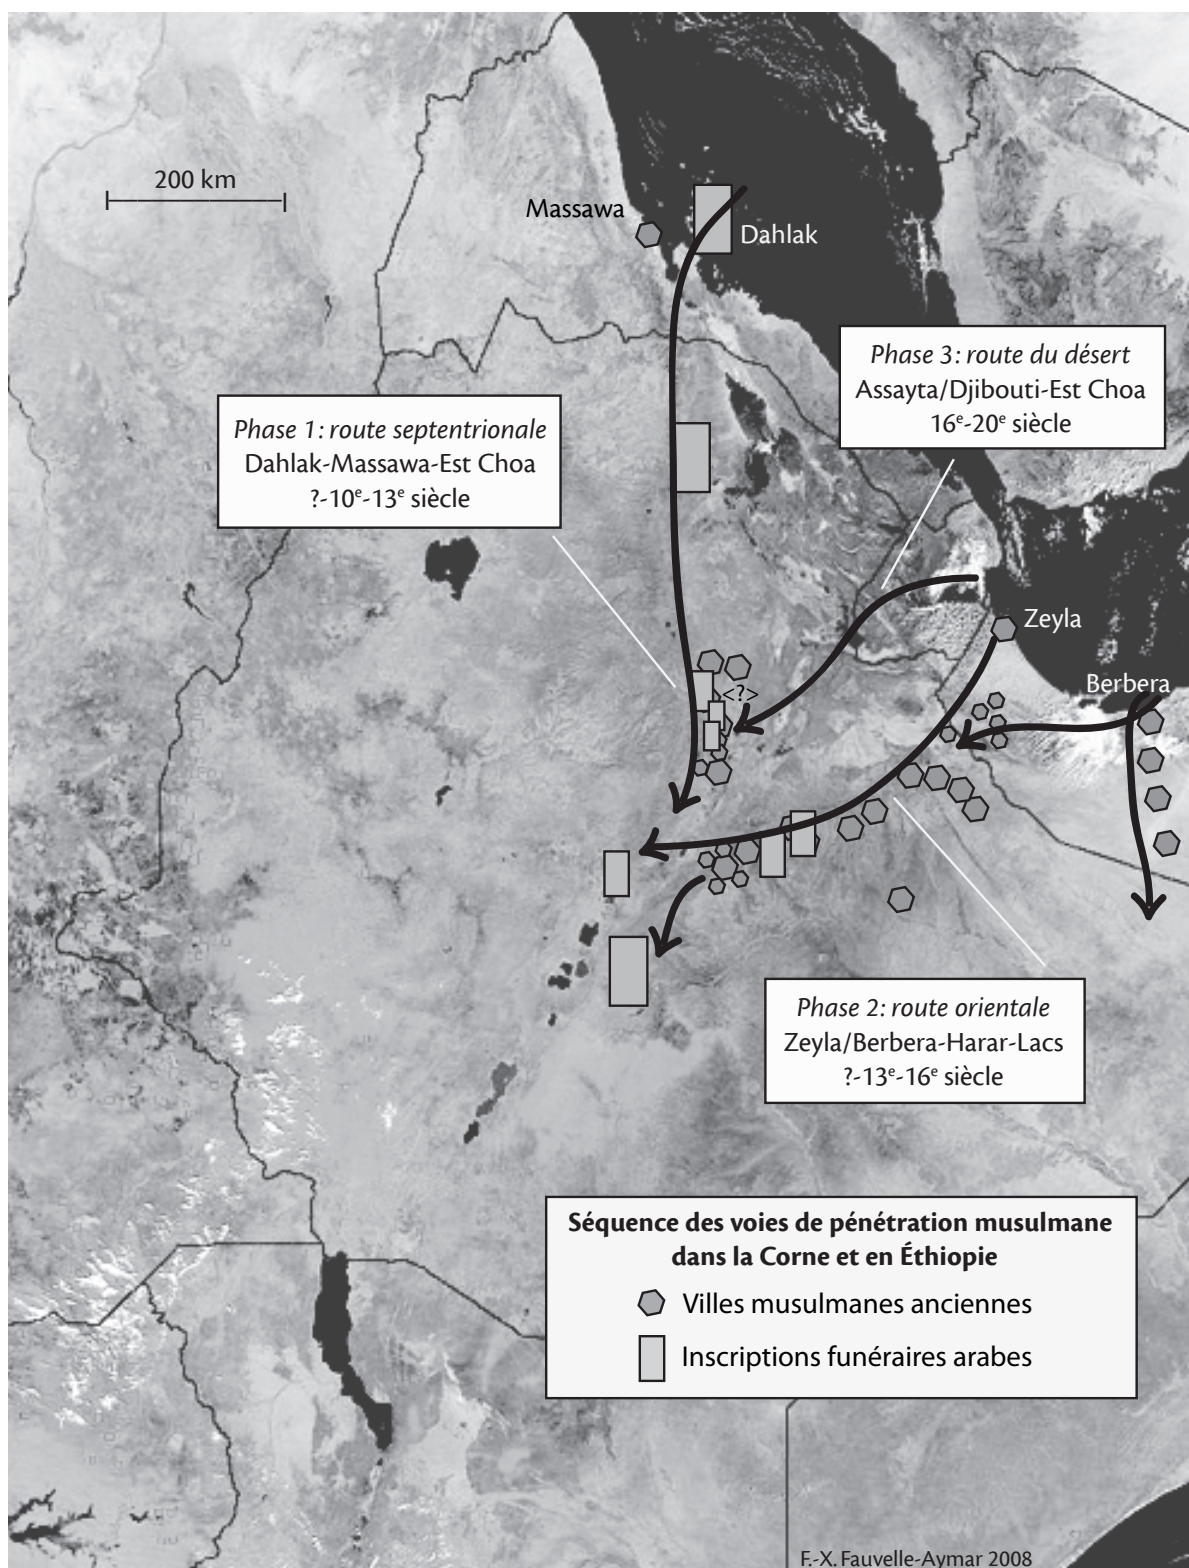 200 km
Massawa
Dahlak
Phase 3 : route du désert
Assayta/Djibouti-Est Choa
16e-20e siècle
Phase 1 : route septentrionale
Dahlak-Massawa-Est Choa
?-10e-13e siècle
Zeyla
Berbera
<?>
Phase 2 : route orientale
Zeyla/Berbera-Harar-Lacs
?-13e-16e siècle
Séquence des voies de pénétration musulmane
dans la Corne et en Éthiopie
Villes musulmanes anciennes
Inscriptions funéraires arabes
F.-X. Fauvelle-Aymar 2008